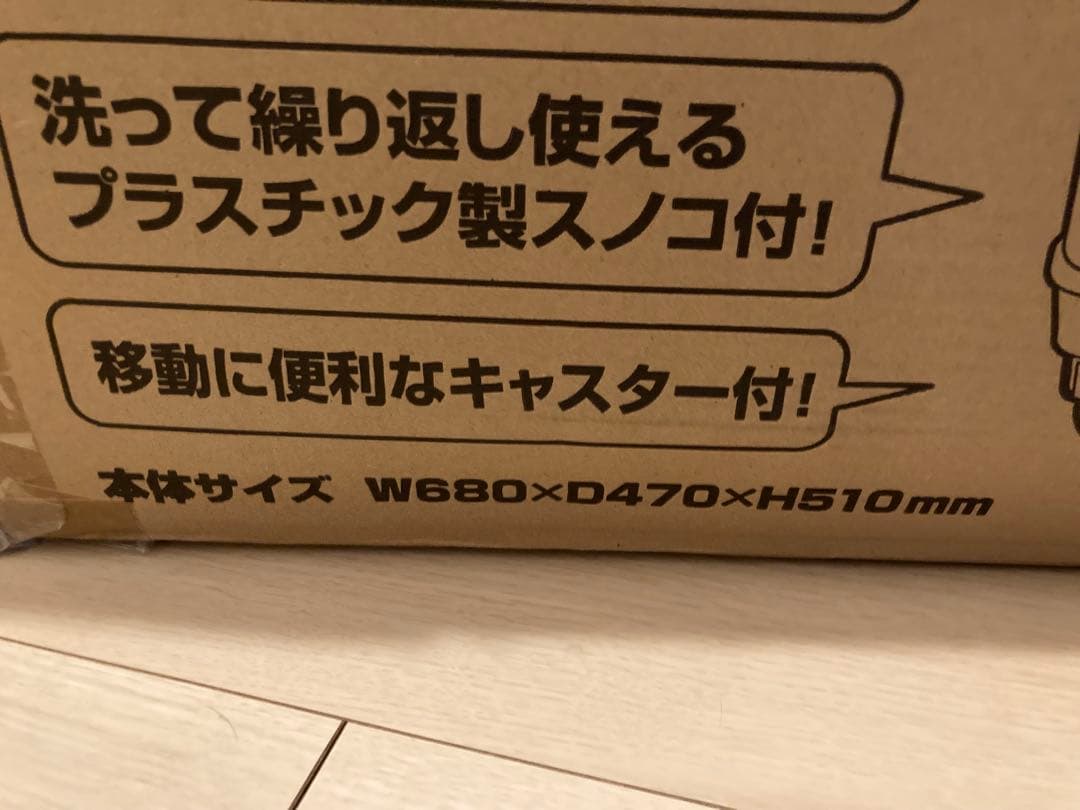 洗って繰り返し使える
プラスチック製スノコ付!
移動に便利なキャスター付!
本体サイズ W680×D470×H510mm